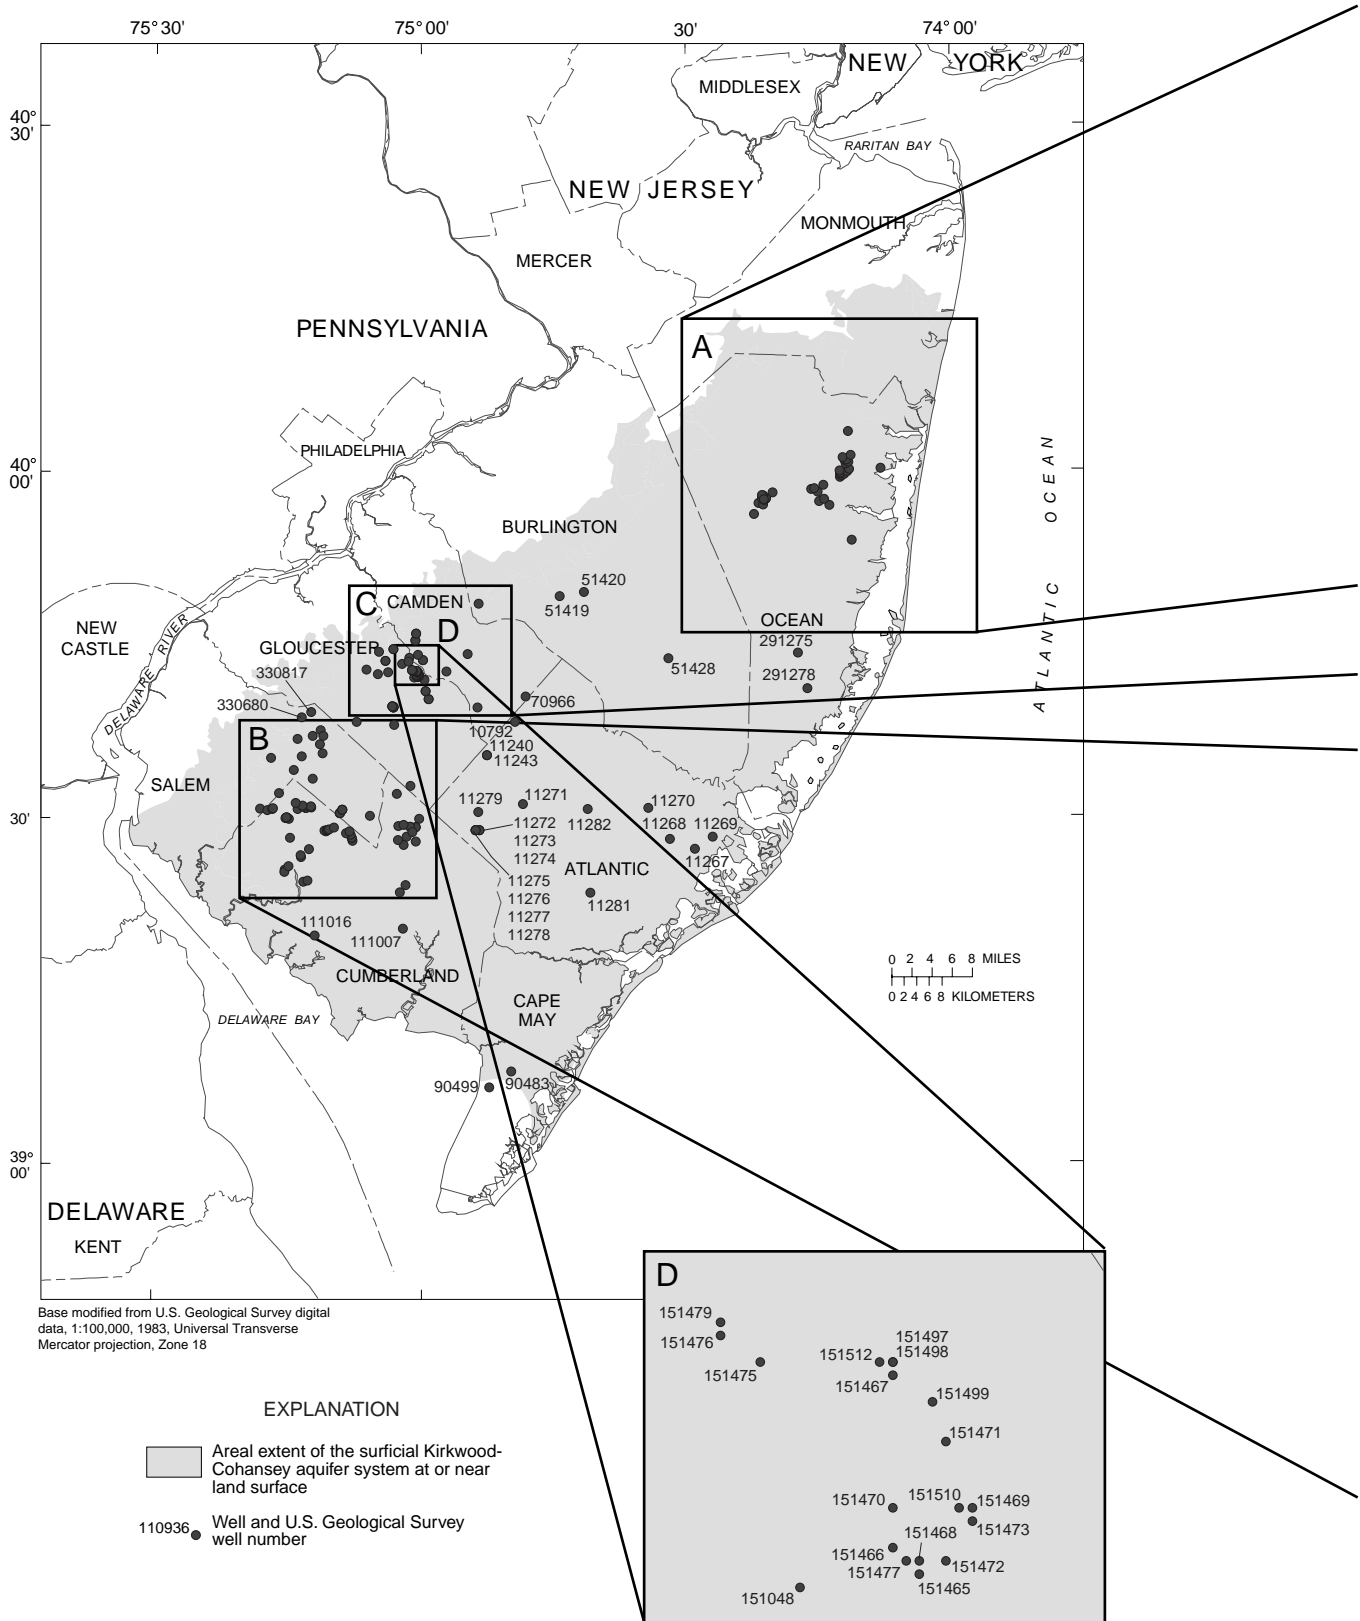 75° 30'
75° 00'
30'
74° 00'
NEW YORK
MIDDLESEX
40°
30'
RARITAN BAY
NEW JERSEY
MONMOUTH
MERCER
PENNSYLVANIA
A
PHILADELPHIA
40°
00'
ATLANTIC OCEAN
BURLINGTON
51420
51419
C
CAMDEN
D
OCEAN
NEW
CASTLE
DELAWARE RIVER
GLOUCESTER
291275
51428
330817
291278
330680
70966
B
10792
11240
11243
SALEM
11279
11271
11270
30'
11282
11268
11269
11272
11273
11274
11267
ATLANTIC
11275
11276
11277
11278
11281
111016
111007
0 2 4 6 8 MILES
0 2 4 6 8 KILOMETERS
CUMBERLAND
CAPE
MAY
DELAWARE BAY
90499
90483
39°
00'
DELAWARE
KENT
Base modified from U.S. Geological Survey digital
data, 1:100,000, 1983, Universal Transverse
Mercator projection, Zone 18
D
151479
151476
151475
151497
151512
151498
151467
151499
151471
151470
151510
151469
151473
151468
151466
151477
151472
151465
151048
EXPLANATION
Areal extent of the surficial Kirkwood-
Cohansey aquifer system at or near
land surface
110936
Well and U.S. Geological Survey
well number